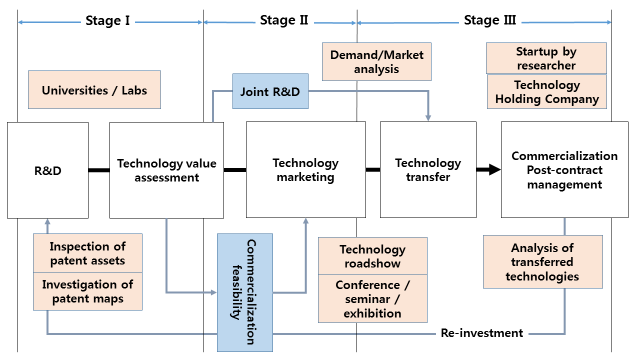 Stage I
Stage II
Stage III
Demand/Market
analysis
Startup by
researcher
Universities / Labs
Joint R&D
Technology
Holding Company
R&D
Technology value
assessment
Technology
marketing
Technology
transfer
Commercialization
Post-contract
management
Inspection of
patent assets
Investigation of
patent maps
Commercialization
feasibility
Technology
roadshow
Conference /
seminar /
exhibition
Analysis of
transferred
technologies
Re-investment